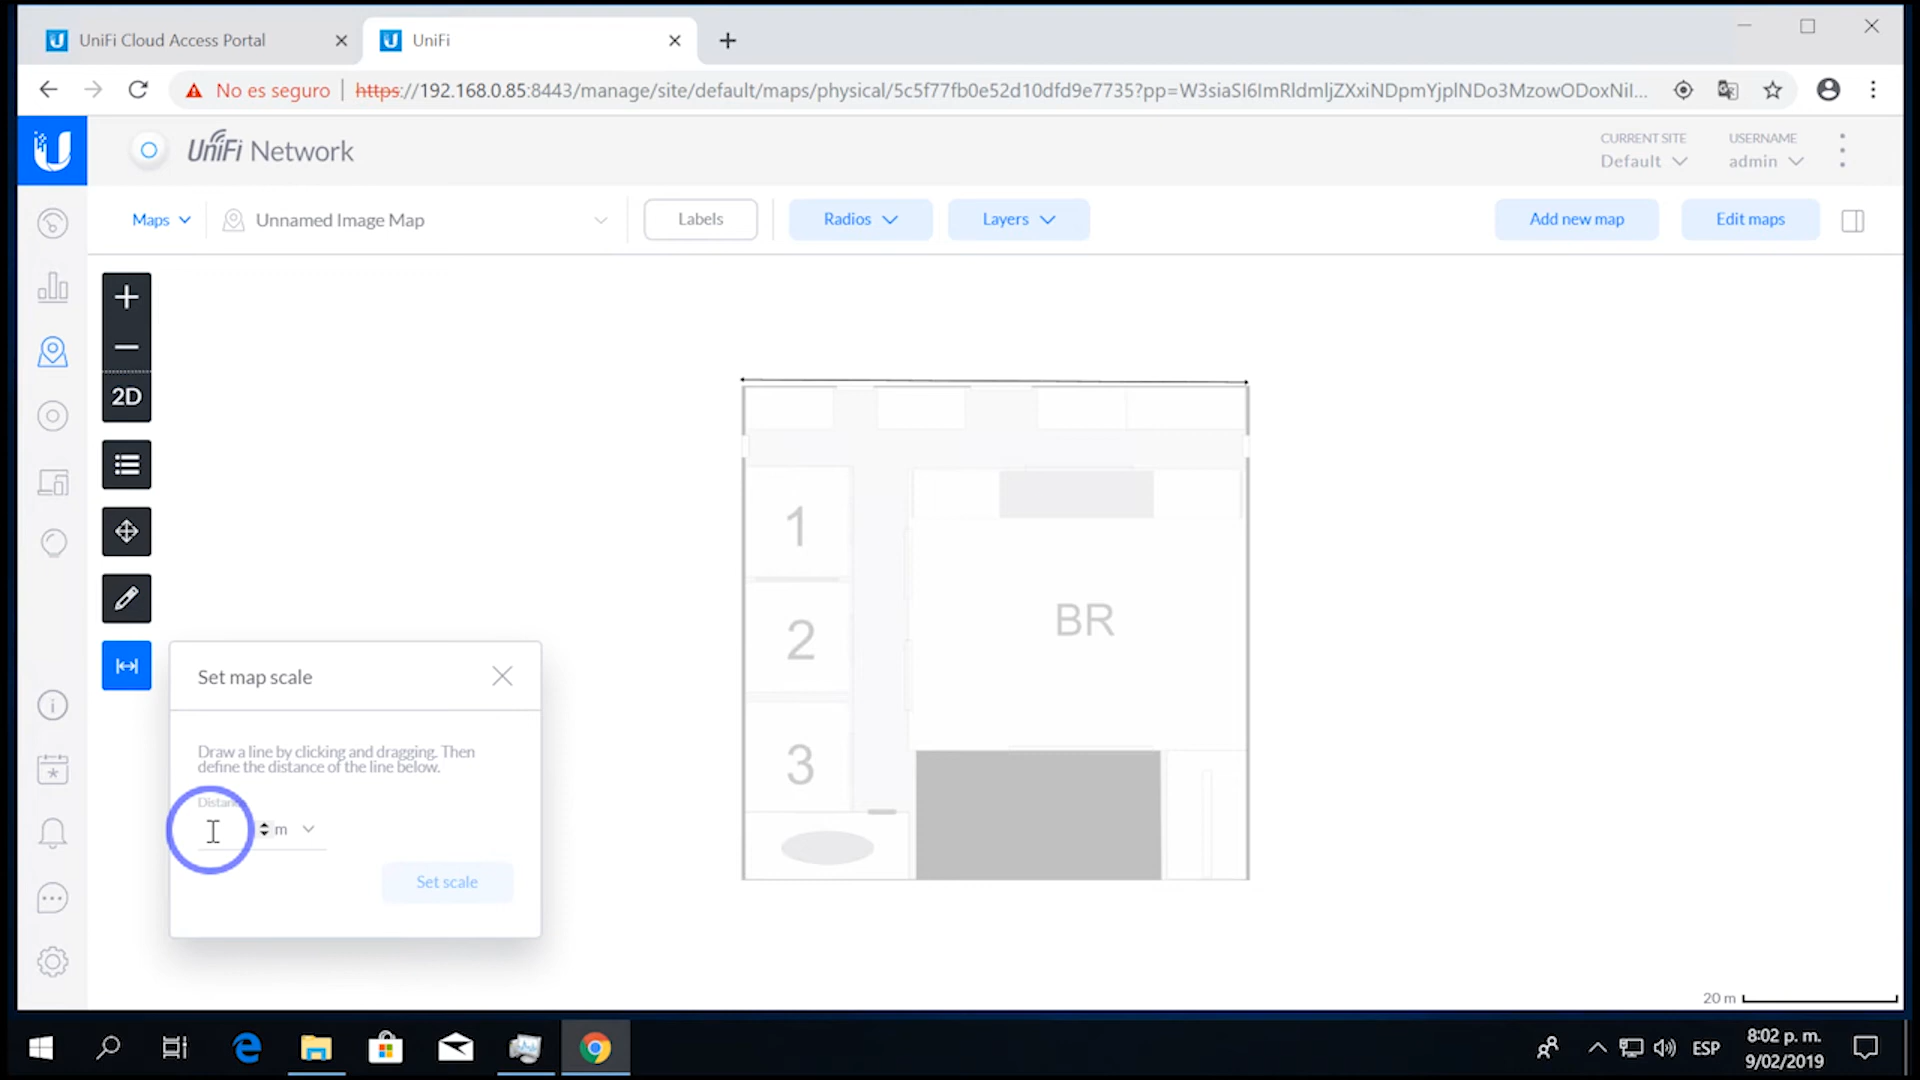 UniFi Cloud Access Portal
UniFi
No es seguro | https://192.168.0.85:8443/manage/site/default/maps/physical/5c5f77fb0e52d10dfd9e7735?pp=W3siaSI6ImRldmljZXxiNDpmYjplNDo3MzowODoxNiI...
UniFi Network
CURRENT SITE
Default
USERNAME
admin
Maps
Unnamed Image Map
Labels
Radios
Layers
Add new map
Edit maps
2D
1
2
3
BR
Set map scale
Draw a line by clicking and dragging. Then
define the distance of the line below.
Distance
m
Set scale
20 m
ESP
8:02 p. m.
9/02/2019